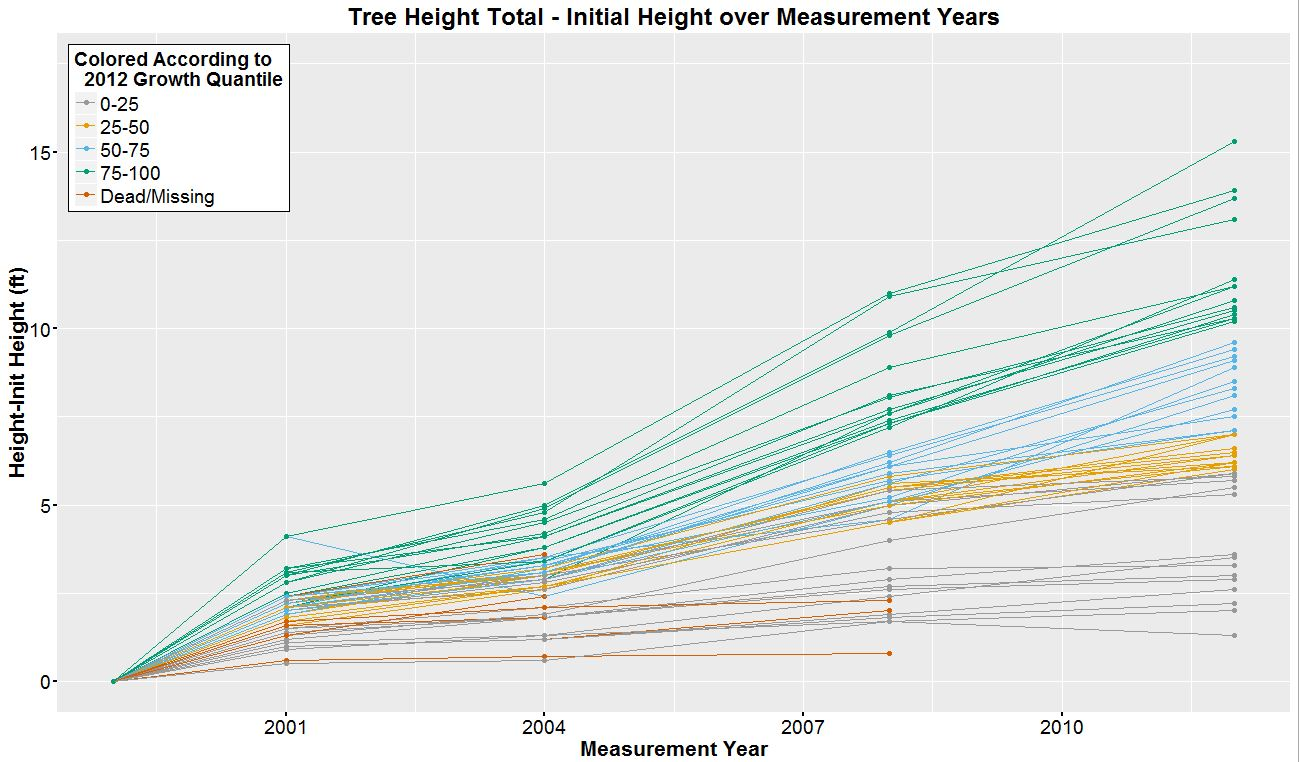 Tree Height Total - Initial Height over Measurement Years
Colored According to
2012 Growth Quantile
0-25
25-50
50-75
75-100
Dead/Missing
Height-Init Height (ft)
15
10
5
0
2001
2004
2007
2010
Measurement Year